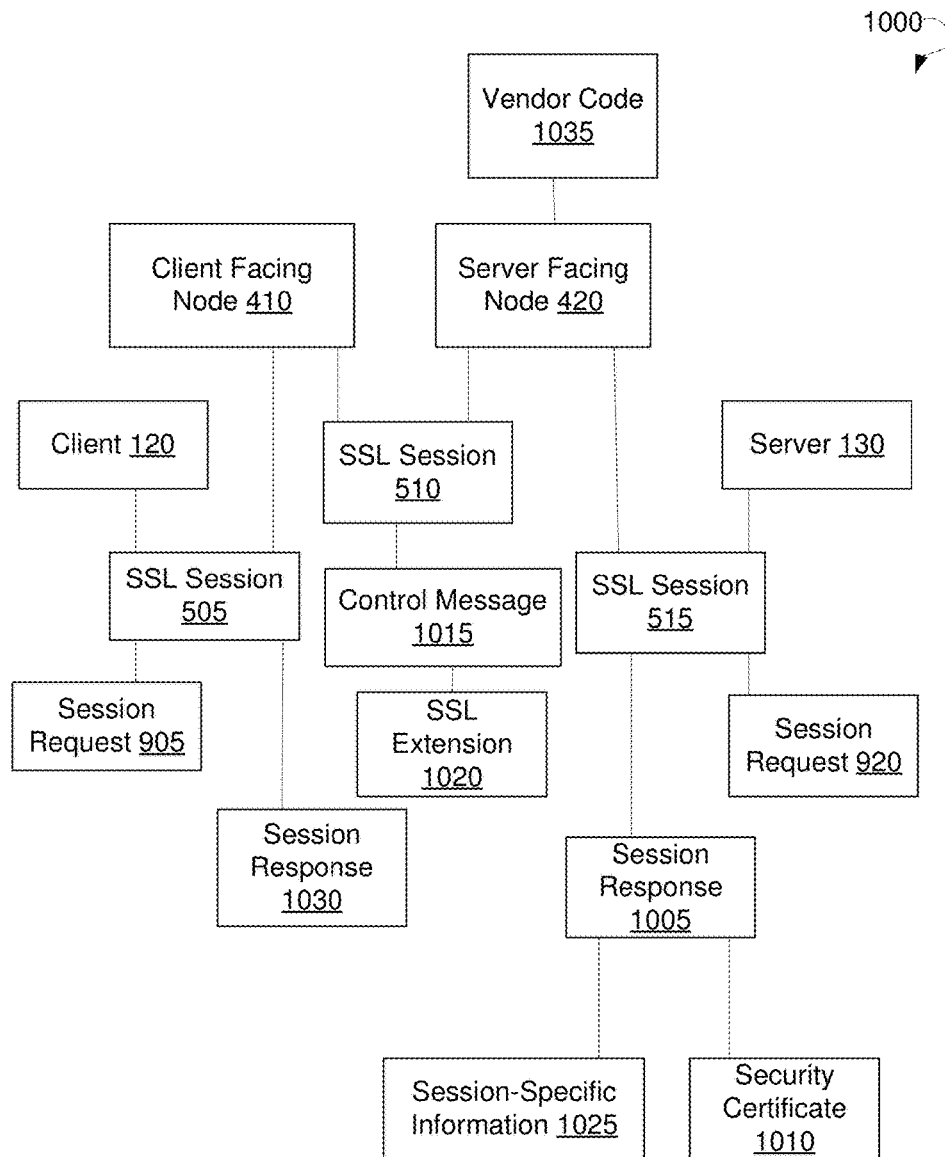 1000
Vendor Code
1035
Client Facing
Node 410
Server Facing
Node 420
Client 120
SSL Session
510
Server 130
SSL Session
505
Control Message
1015
SSL Session
515
Session
Request 905
SSL
Extension
1020
Session
Request 920
Session
Response
1030
Session
Response
1005
Session-Specific
Information 1025
Security
Certificate
1010